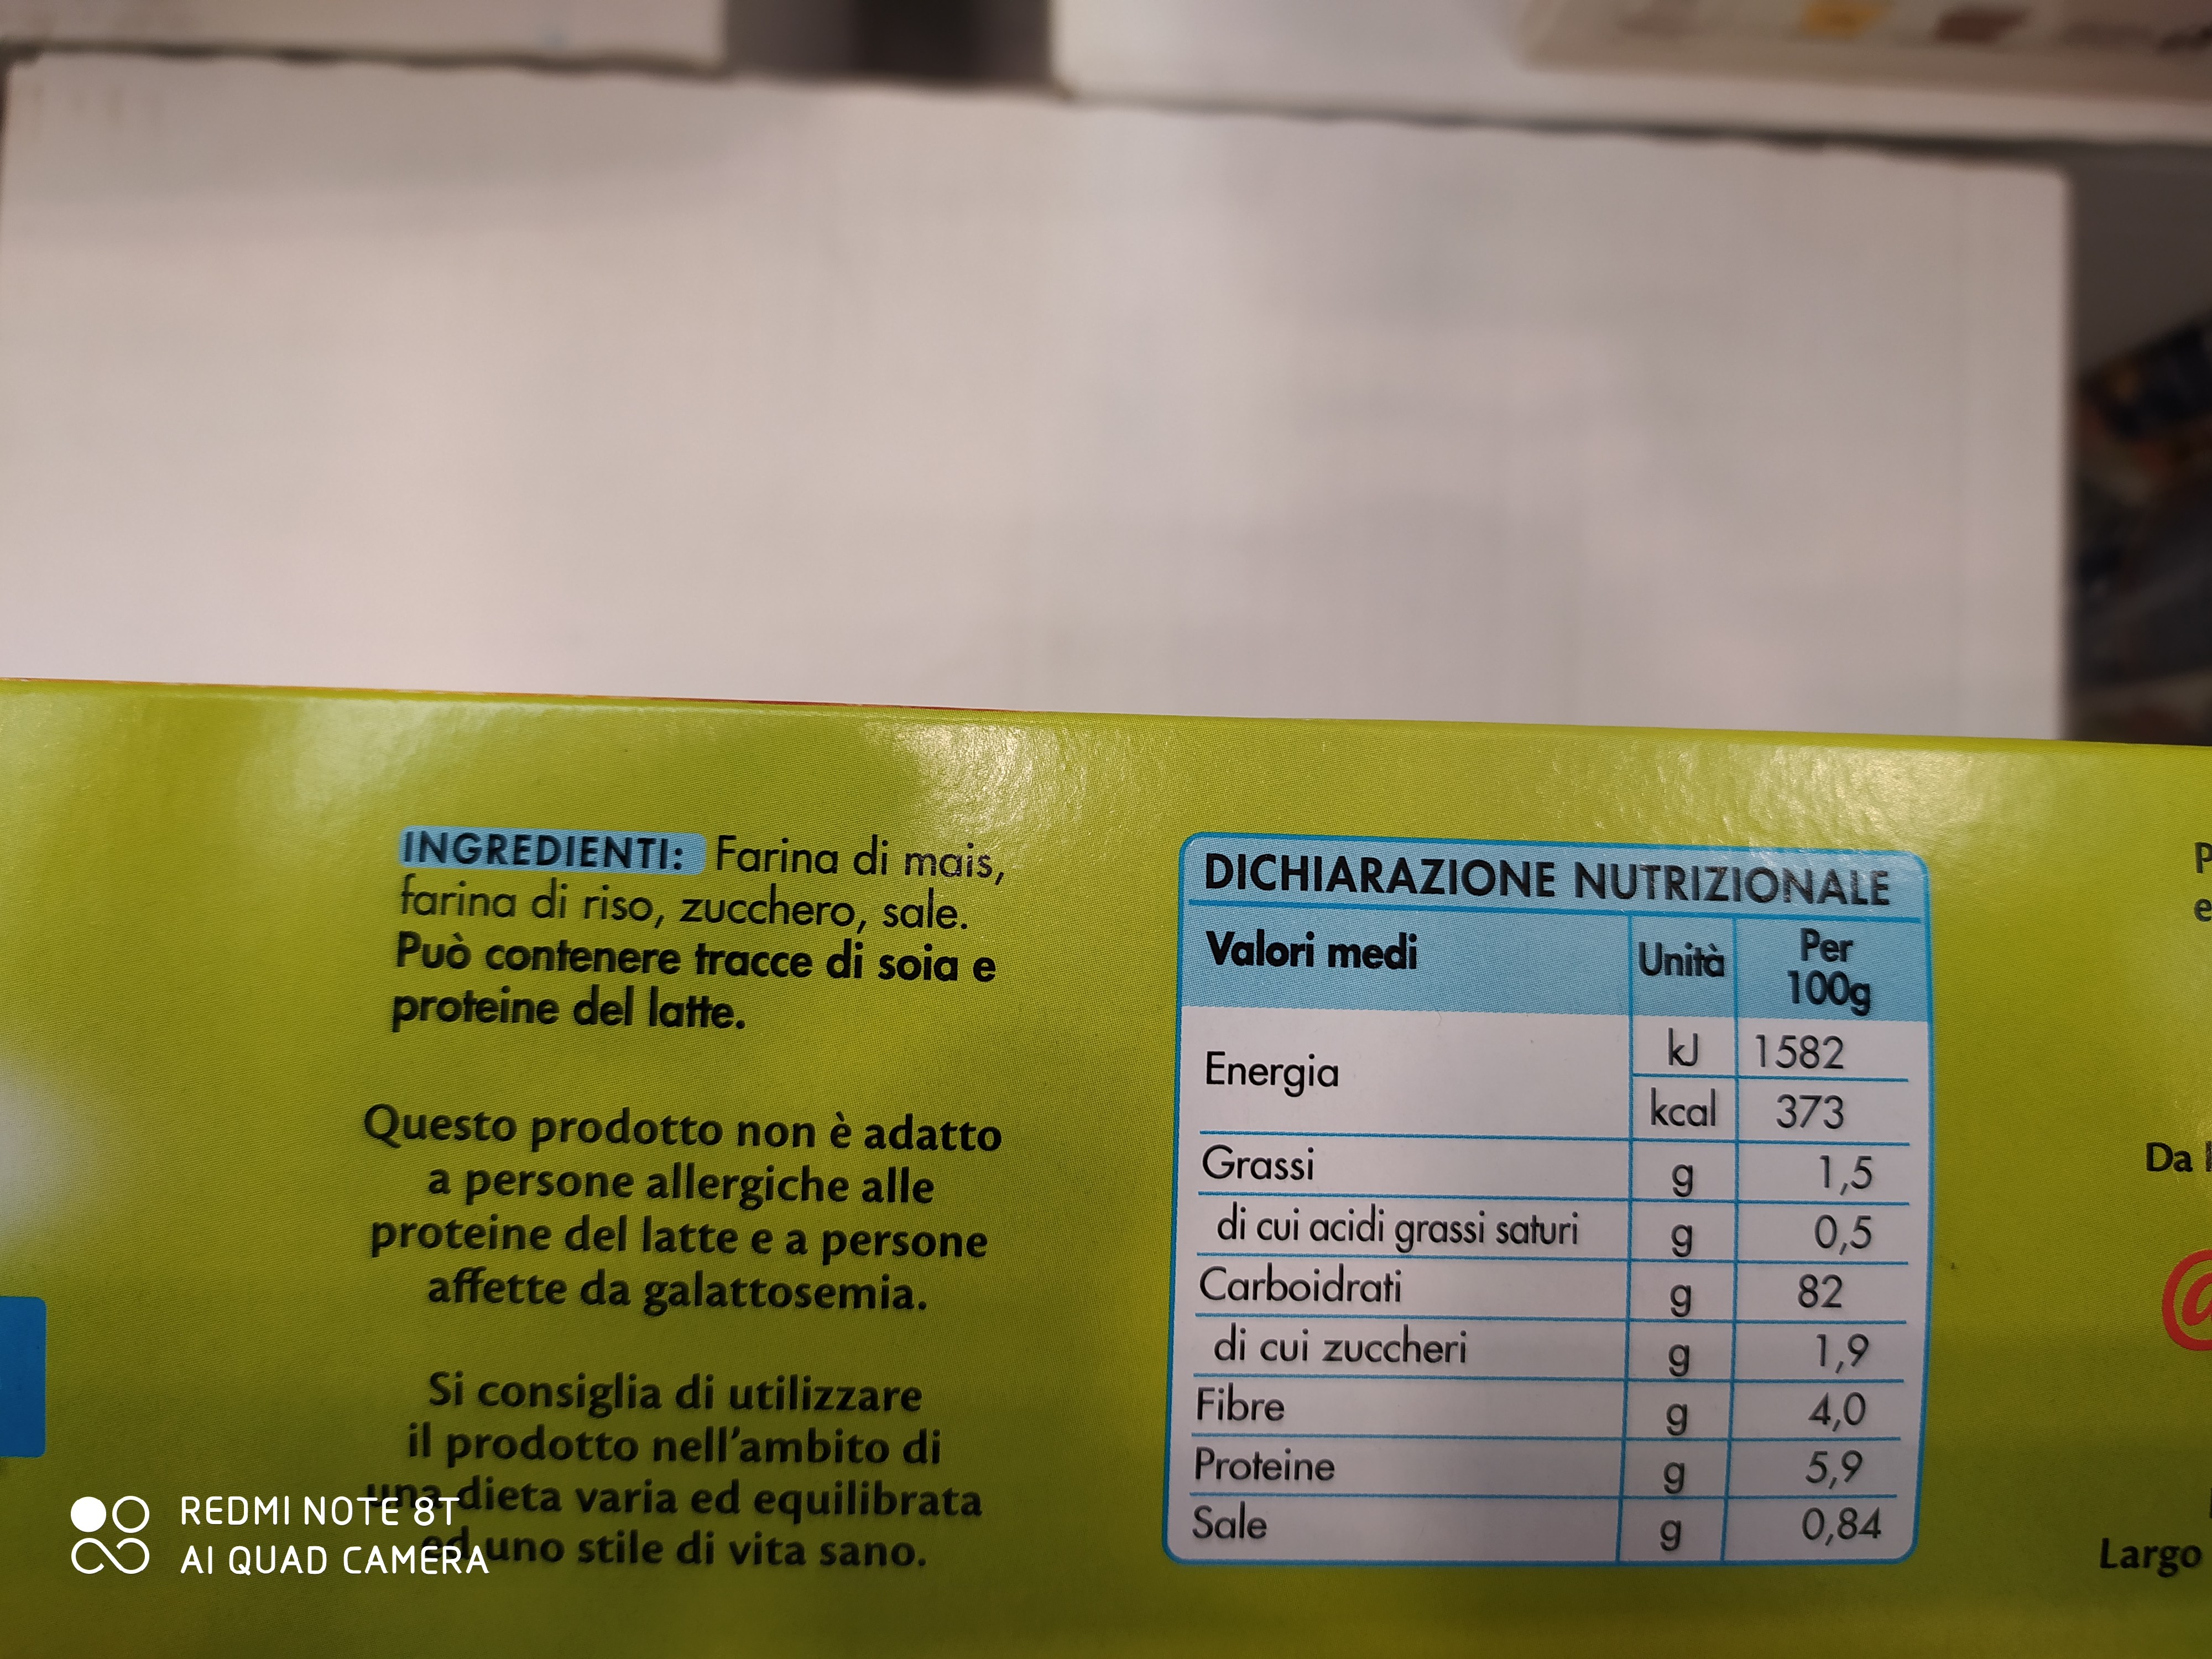 INGREDIENTI: Farina di mais,
farina di riso, zucchero, sale.
Può contenere tracce di soia e
proteine del latte.
Questo prodotto non è adatto
a persone allergiche alle
proteine del latte e a persone
affette da galattosemia.
Si consiglia di utilizzare
il prodotto nell'ambito di
una dieta varia ed equilibrata
ed uno stile di vita sano.
DICHIARAZIONE NUTRIZIONALE
Valori medi Unità Per 100g
Energia kJ 1582
kcal 373
Grassi g 1,5
di cui acidi grassi saturi g 0,5
Carboidrati g 82
di cui zuccheri g 1,9
Fibre g 4,0
Proteine g 5,9
Sale g 0,84
Da
Largo
REDMI NOTE 8T
AI QUAD CAMERA